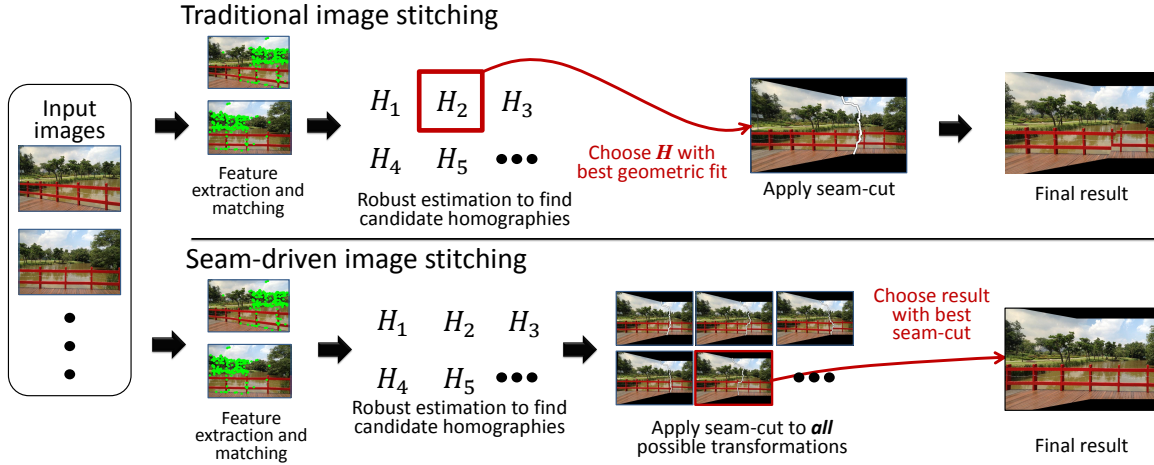 Traditional image stitching
Input
images
H1 H2 H3
H4 H5 •••
Feature
extraction and
matching
Robust estimation to find
candidate homographies
Choose H with
best geometric fit
Apply seam-cut
Final result
Seam-driven image stitching
H1 H2 H3
H4 H5 •••
Feature
extraction and
matching
Robust estimation to find
candidate homographies
Apply seam-cut to all
possible transformations
•••
Choose result
with best
seam-cut
Final result